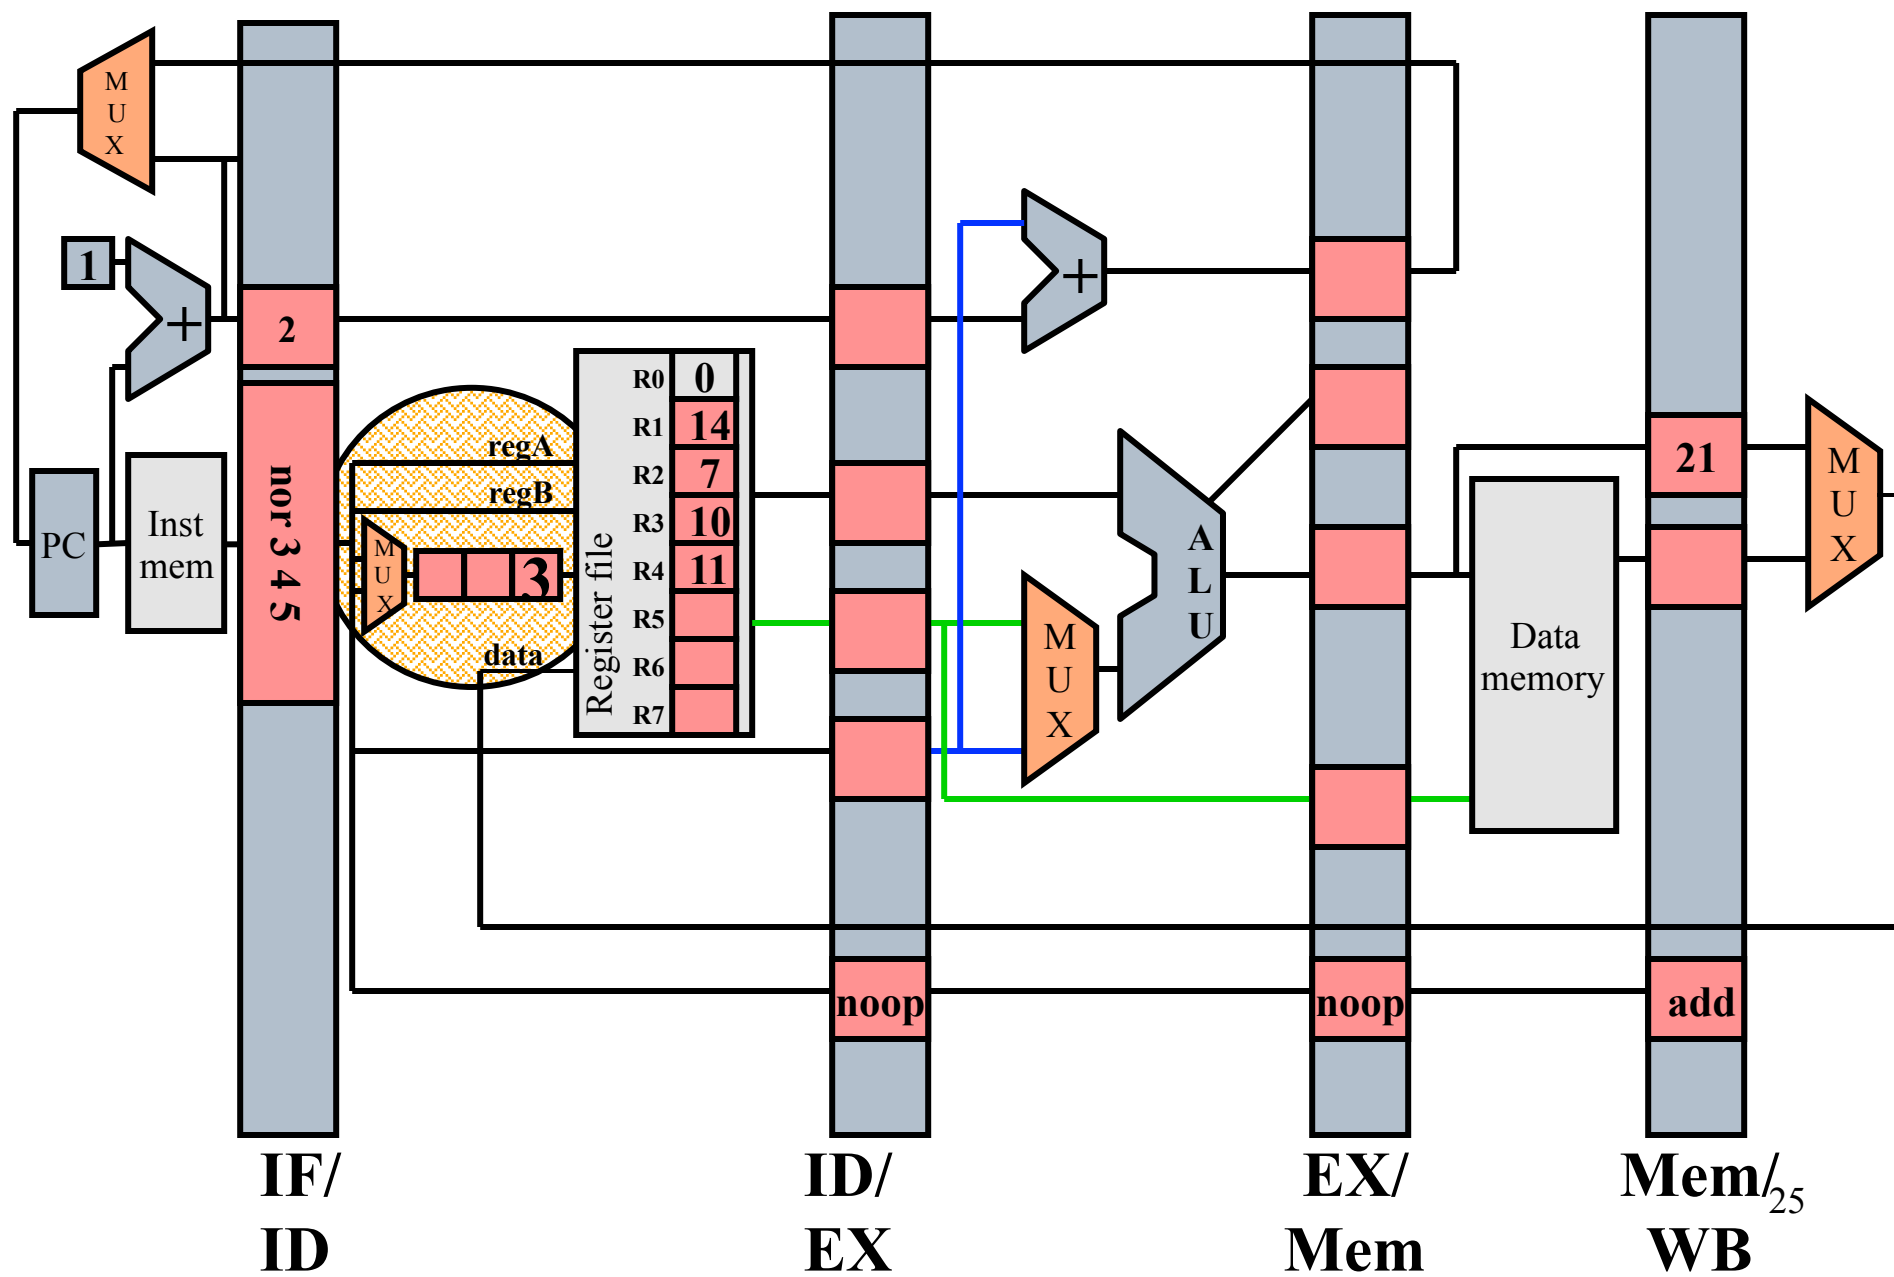 M
U
X
1
+
2
+
nor 3 4 5
regA
regB
M
U
X
3
data
Register file
R0 0
R1 14
R2 7
R3 10
R4 11
R5
R6
R7
PC
Inst
mem
M
U
X
A
L
U
Data
memory
21
M
U
X
noop
noop
add
IF/
ID
ID/
EX
EX/
Mem
Mem/
WB
25